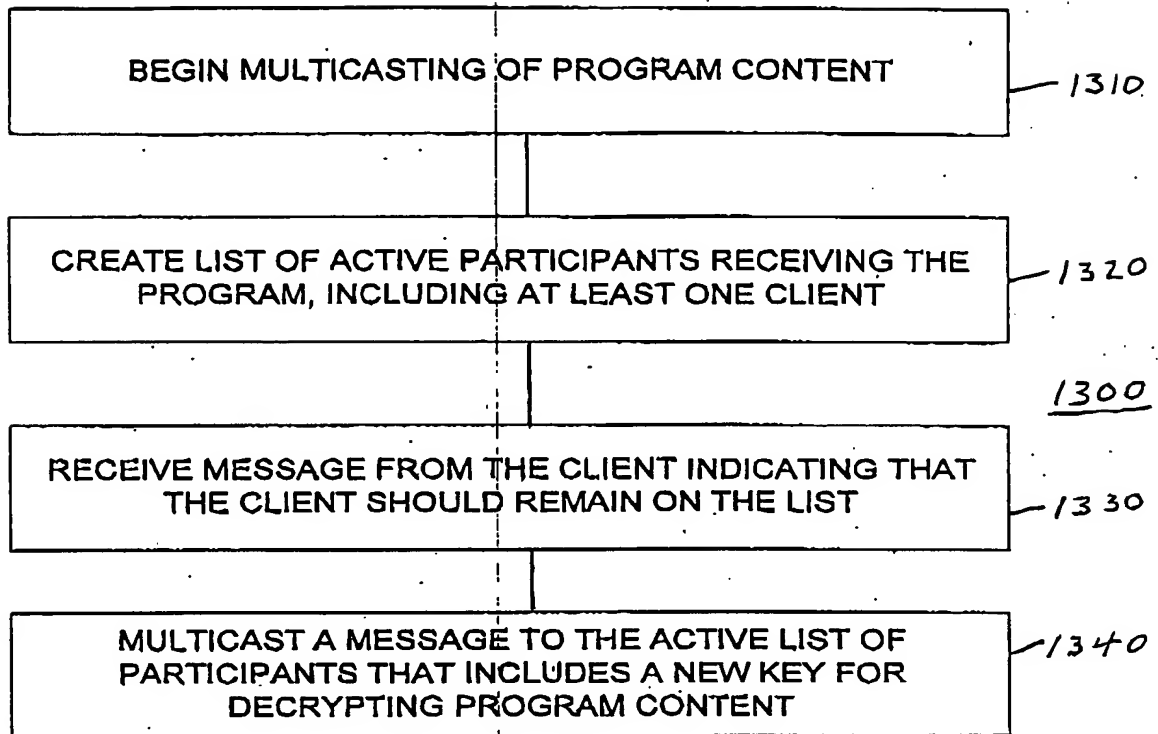 BEGIN MULTICASTING OF PROGRAM CONTENT
1310
CREATE LIST OF ACTIVE PARTICIPANTS RECEIVING THE
PROGRAM, INCLUDING AT LEAST ONE CLIENT
1320
1300
RECEIVE MESSAGE FROM THE CLIENT INDICATING THAT
THE CLIENT SHOULD REMAIN ON THE LIST
1330
MULTICAST A MESSAGE TO THE ACTIVE LIST OF
PARTICIPANTS THAT INCLUDES A NEW KEY FOR
DECRYPTING PROGRAM CONTENT
1340